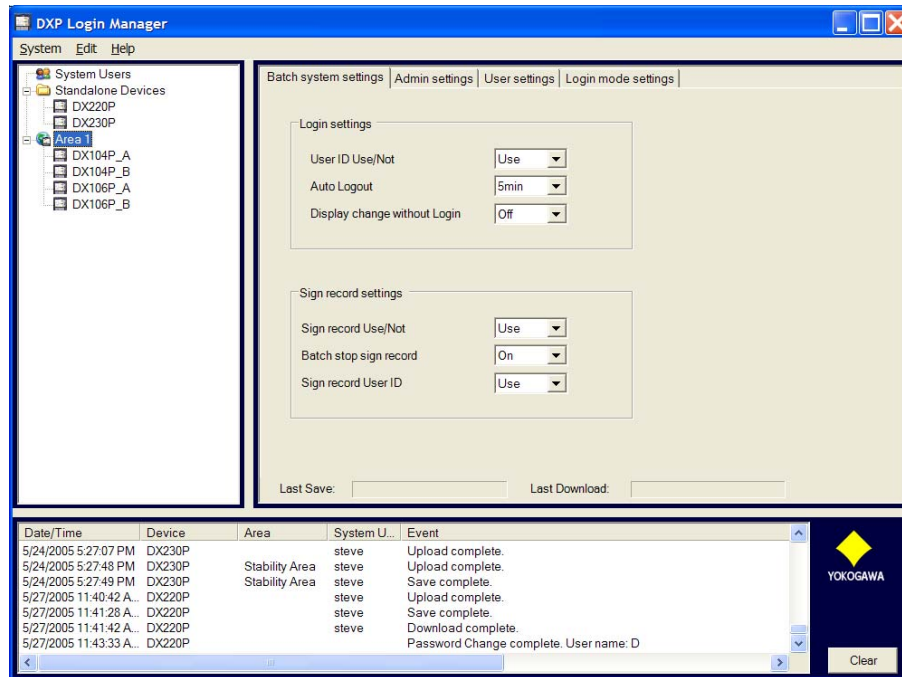 DXP Login Manager
System Edit Help
System Users
Standalone Devices
DX220P
DX230P
Area 1
DX104P_A
DX104P_B
DX106P_A
DX106P_B
Batch system settings Admin settings User settings Login mode settings
Login settings
User ID Use/Not Use
Auto Logout 5min
Display change without Login Off
Sign record settings
Sign record Use/Not Use
Batch stop sign record On
Sign record User ID Use
Last Save: Last Download:
Date/Time Device Area System U... Event
5/24/2005 5:27:07 PM DX230P steve Upload complete.
5/24/2005 5:27:48 PM DX230P Stability Area steve Upload complete.
5/24/2005 5:27:49 PM DX230P Stability Area steve Save complete.
5/27/2005 11:40:42 A... DX220P steve Upload complete.
5/27/2005 11:41:28 A... DX220P steve Save complete.
5/27/2005 11:41:42 A... DX220P steve Download complete.
5/27/2005 11:43:33 A... DX220P Password Change complete. User name: D
YOKOGAWA
Clear